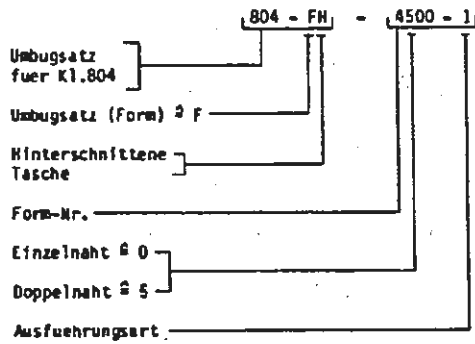 804 - FH - 4500 - 1
Umbugsatz
fuer Kl.804
Umbugsatz (Form) ≙ F
Hinterschnittene
Tasche
Form-Nr.
Einzelnaht ≙ 0
Doppelnaht ≙ 5
Ausfuehrungsart